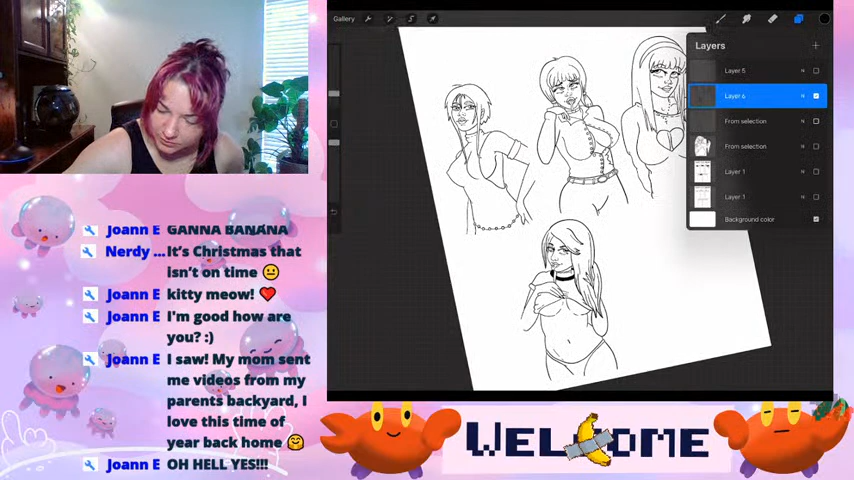 Gallery
Layers
Layer 5
N
Layer 6
N
From selection
N
From selection
N
Layer 1
N
Layer 1
N
Background color
Joann E GANNA BANANA
Nerdy ... It's Christmas that
isn't on time 😐
Joann E kitty meow! ❤️
Joann E I'm good how are
you? :)
Joann E I saw! My mom sent
me videos from my
parents backyard, I
love this time of
year back home 🤗
Joann E OH HELL YES!!!
WELCOME